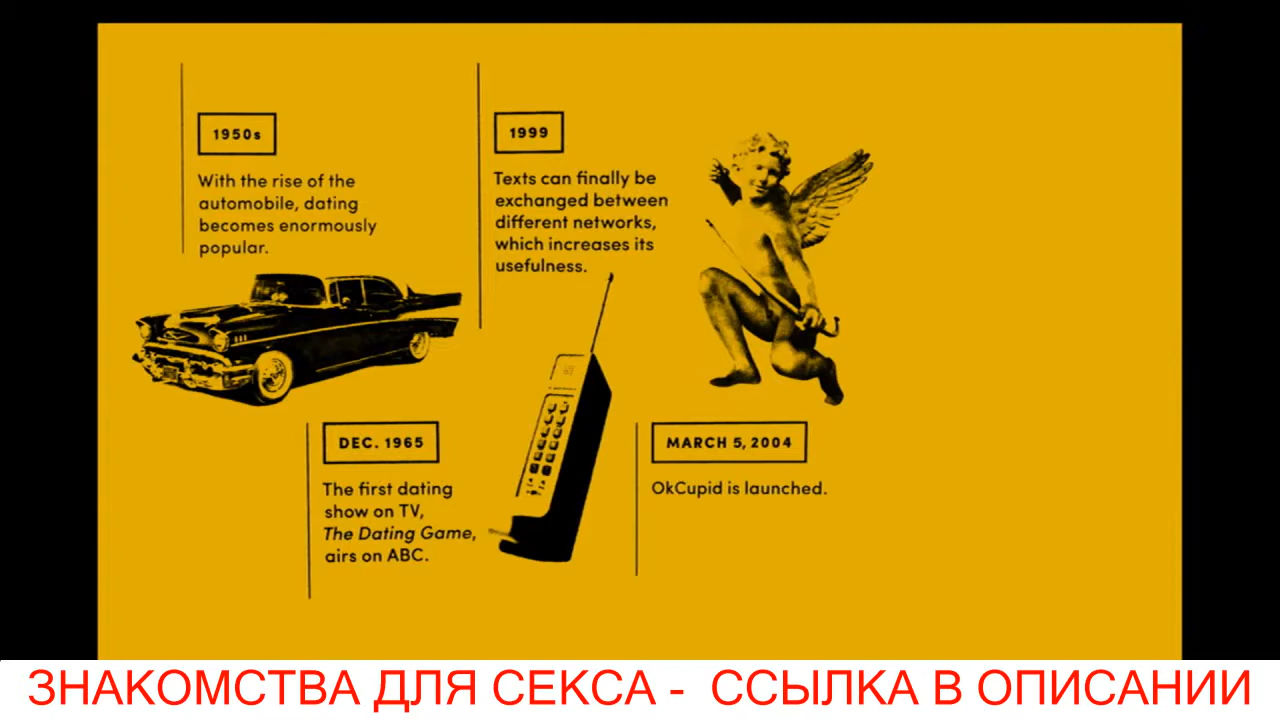 1950s
With the rise of the
automobile, dating
becomes enormously
popular.
1999
Texts can finally be
exchanged between
different networks,
which increases its
usefulness.
DEC. 1965
The first dating
show on TV,
The Dating Game,
airs on ABC.
MARCH 5, 2004
OkCupid is launched.
ЗНАКОМСТВА ДЛЯ СЕКСА - ССЫЛКА В ОПИСАНИИ